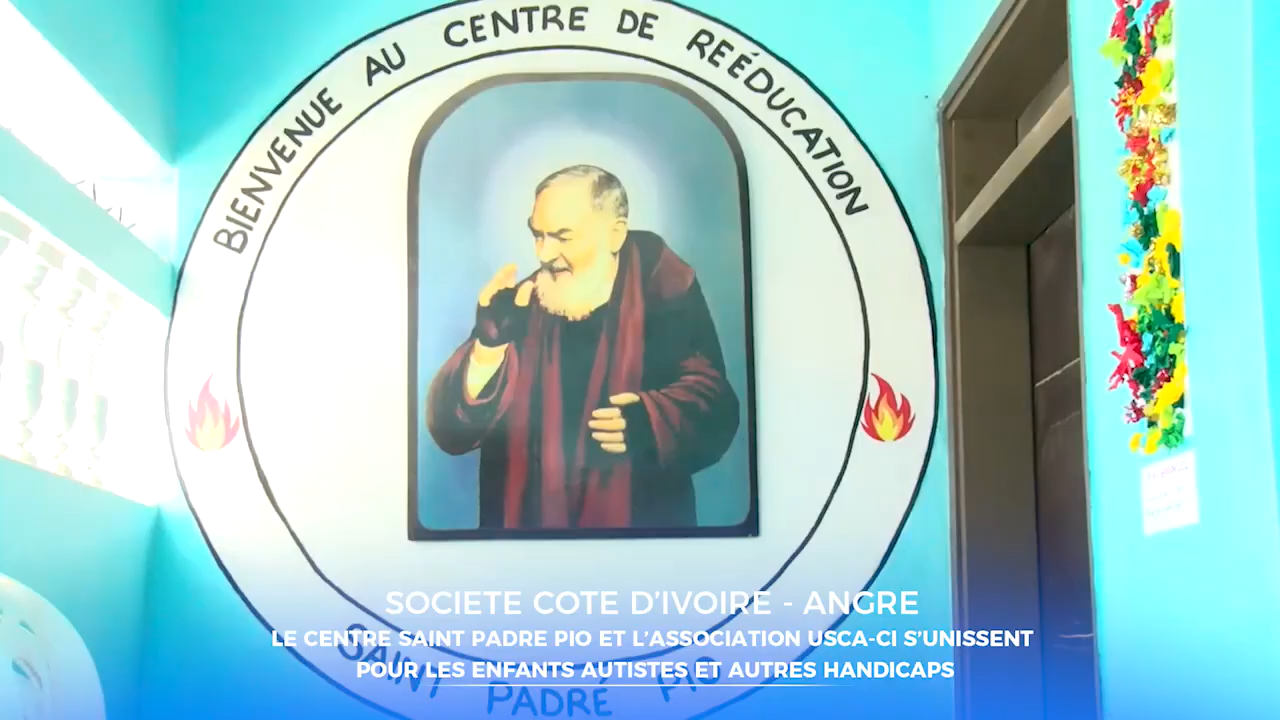 BIENVENUE AU CENTRE DE REÉDUCATION
SAINT PADRE PIO
SOCIETE COTE D'IVOIRE - ANGRE
LE CENTRE SAINT PADRE PIO ET L'ASSOCIATION USCA-CI S'UNISSENT
POUR LES ENFANTS AUTISTES ET AUTRES HANDICAPS